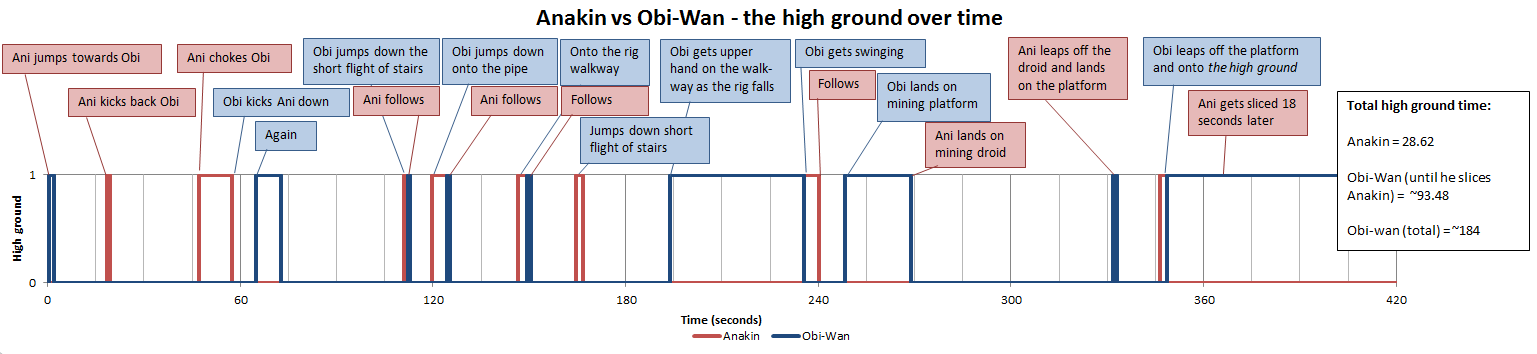 Anakin vs Obi-Wan - the high ground over time
Ani jumps towards Obi
Ani kicks back Obi
Ani chokes Obi
Obi kicks Ani down
Again
Obi jumps down the
short flight of stairs
Ani follows
Obi jumps down
onto the pipe
Ani follows
Onto the rig
walkway
Follows
Jumps down short
flight of stairs
Obi gets upper
hand on the walk-
way as the rig falls
Obi gets swinging
Follows
Obi lands on
mining platform
Ani lands on
mining droid
Ani leaps off the
droid and lands
on the platform
Obi leaps off the platform
and onto the high ground
Ani gets sliced 18
seconds later
Total high ground time:
Anakin = 28.62
Obi-Wan (until he slices
Anakin) = ~93.48
Obi-wan (total) =~184
High ground
1
0
0 60 120 180 240 300 360 420
Time (seconds)
Anakin Obi-Wan